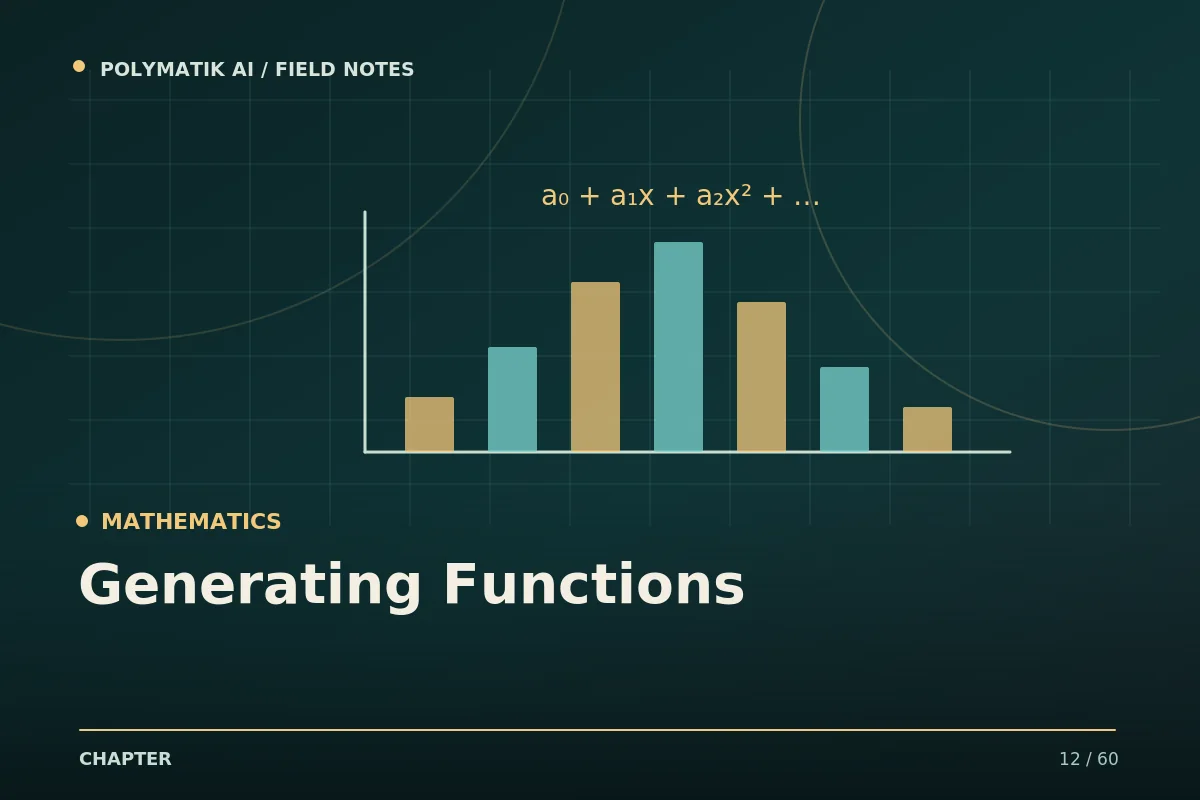 POLYMATIK AI / FIELD NOTES
a₀ + a₁x + a₂x² + ...
MATHEMATICS
Generating Functions
CHAPTER
12 / 60